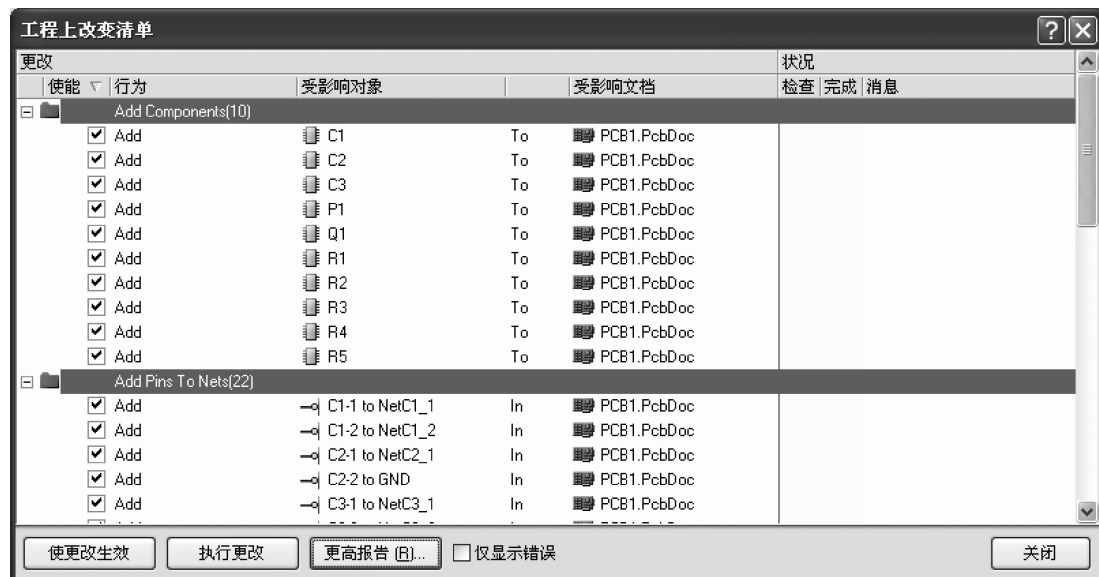 工程上改变清单
更改 状况
使能 行为 受影响对象 受影响文档 检查 完成 消息
Add Components(10)
Add C1 To PCB1.PcbDoc
Add C2 To PCB1.PcbDoc
Add C3 To PCB1.PcbDoc
Add P1 To PCB1.PcbDoc
Add Q1 To PCB1.PcbDoc
Add R1 To PCB1.PcbDoc
Add R2 To PCB1.PcbDoc
Add R3 To PCB1.PcbDoc
Add R4 To PCB1.PcbDoc
Add R5 To PCB1.PcbDoc
Add Pins To Nets(22)
Add C1-1 to NetC1_1 In PCB1.PcbDoc
Add C1-2 to NetC1_2 In PCB1.PcbDoc
Add C2-1 to NetC2_1 In PCB1.PcbDoc
Add C2-2 to GND In PCB1.PcbDoc
Add C3-1 to NetC3_1 In PCB1.PcbDoc
使更改生效 执行更改 更高报告 (R)... 仅显示错误 关闭